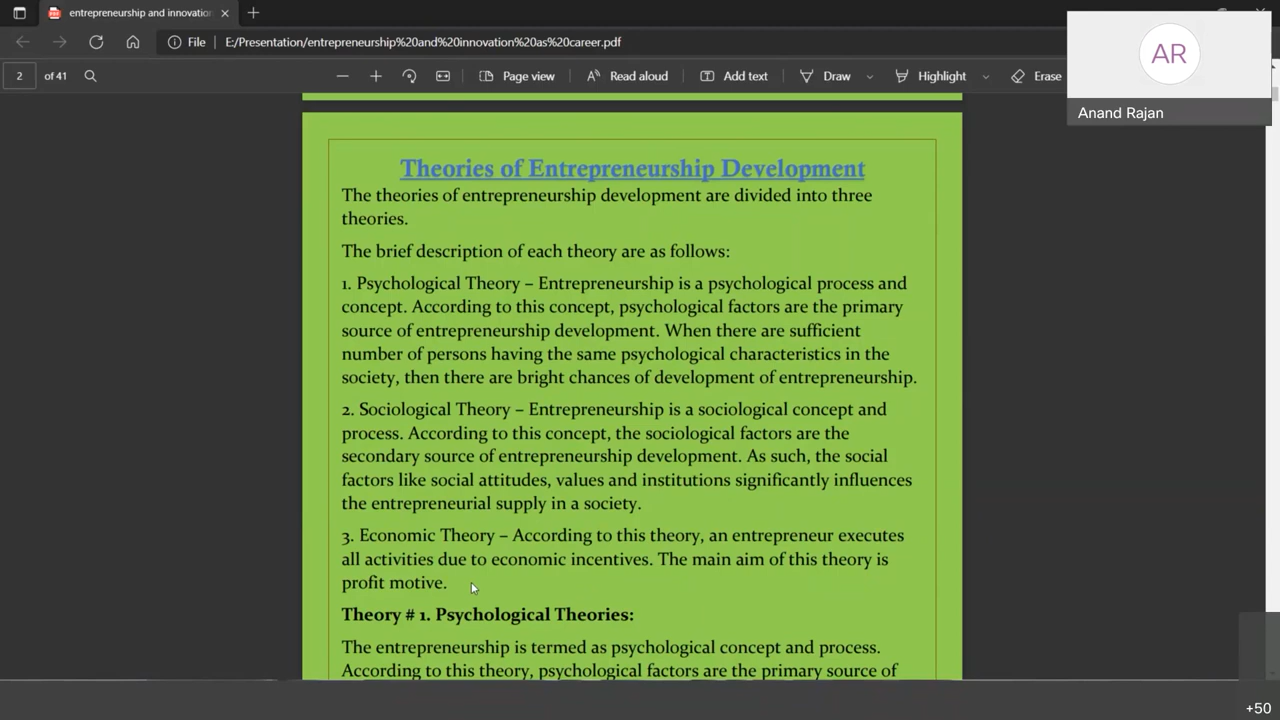 entrepreneurship and innovatio
File
E:/Presentation/entrepreneurship%20and%20innovation%20as%20career.pdf
2 of 41
Page view
Read aloud
Add text
Draw
Highlight
Erase
AR
Anand Rajan
Theories of Entrepreneurship Development
The theories of entrepreneurship development are divided into three
theories.
The brief description of each theory are as follows:
1. Psychological Theory – Entrepreneurship is a psychological process and
concept. According to this concept, psychological factors are the primary
source of entrepreneurship development. When there are sufficient
number of persons having the same psychological characteristics in the
society, then there are bright chances of development of entrepreneurship.
2. Sociological Theory – Entrepreneurship is a sociological concept and
process. According to this concept, the sociological factors are the
secondary source of entrepreneurship development. As such, the social
factors like social attitudes, values and institutions significantly influences
the entrepreneurial supply in a society.
3. Economic Theory – According to this theory, an entrepreneur executes
all activities due to economic incentives. The main aim of this theory is
profit motive.
Theory # 1. Psychological Theories:
The entrepreneurship is termed as psychological concept and process.
According to this theory, psychological factors are the primary source of
+50